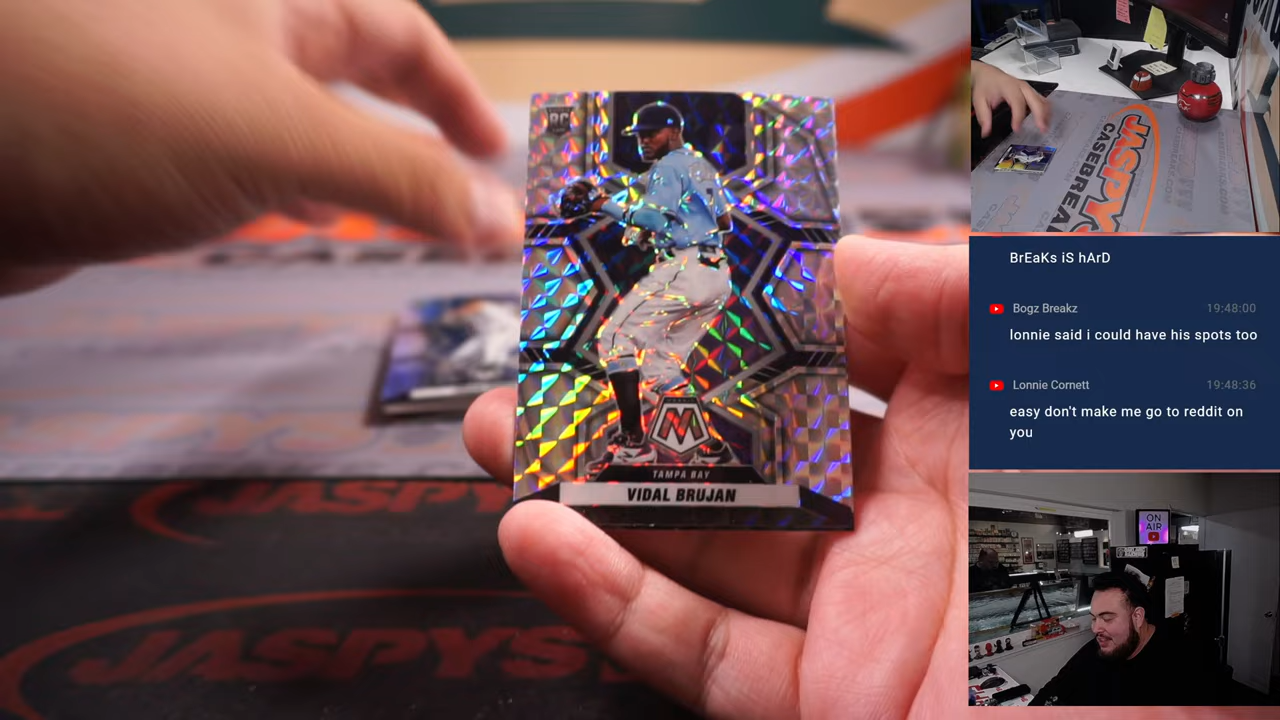 RC
M
TAMPA BAY
VIDAL BRUJAN
JASPY
JASPYS
JASPYS
CASEBREA
BrEaKs iS hArD
Bogz Breakz 19:48:00
lonnie said i could have his spots too
Lonnie Cornett 19:48:36
easy don't make me go to reddit on
you
ON
AIR